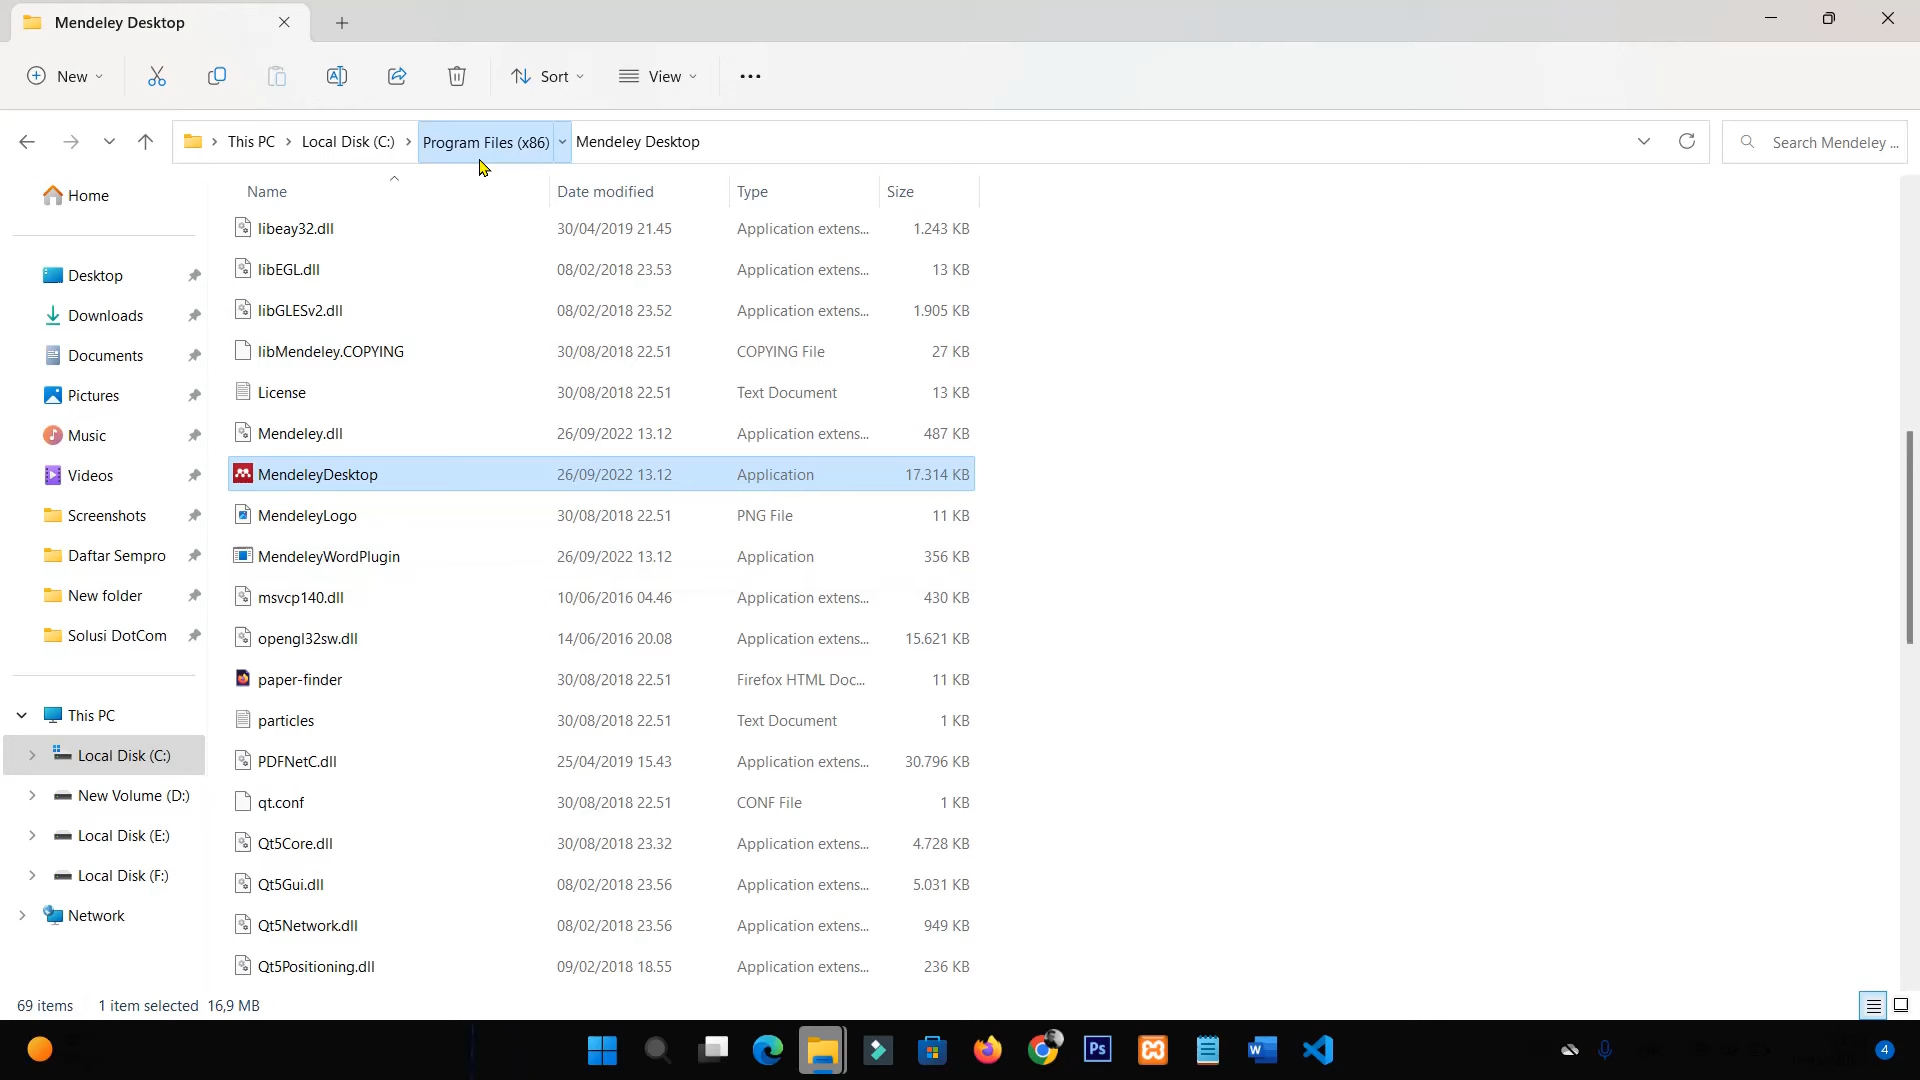 Mendeley Desktop
New
Sort
View
This PC > Local Disk (C:) > Program Files (x86) Mendeley Desktop
Search Mendeley ...
Name Date modified Type Size
libeay32.dll 30/04/2019 21.45 Application extens... 1.243 KB
libEGL.dll 08/02/2018 23.53 Application extens... 13 KB
libGLESv2.dll 08/02/2018 23.52 Application extens... 1.905 KB
libMendeley.COPYING 30/08/2018 22.51 COPYING File 27 KB
License 30/08/2018 22.51 Text Document 13 KB
Mendeley.dll 26/09/2022 13.12 Application extens... 487 KB
MendeleyDesktop 26/09/2022 13.12 Application 17.314 KB
MendeleyLogo 30/08/2018 22.51 PNG File 11 KB
MendeleyWordPlugin 26/09/2022 13.12 Application 356 KB
msvcp140.dll 10/06/2016 04.46 Application extens... 430 KB
opengl32sw.dll 14/06/2016 20.08 Application extens... 15.621 KB
paper-finder 30/08/2018 22.51 Firefox HTML Doc... 11 KB
particles 30/08/2018 22.51 Text Document 1 KB
PDFNetC.dll 25/04/2019 15.43 Application extens... 30.796 KB
qt.conf 30/08/2018 22.51 CONF File 1 KB
Qt5Core.dll 30/08/2018 23.32 Application extens... 4.728 KB
Qt5Gui.dll 08/02/2018 23.56 Application extens... 5.031 KB
Qt5Network.dll 08/02/2018 23.56 Application extens... 949 KB
Qt5Positioning.dll 09/02/2018 18.55 Application extens... 236 KB
Home
Desktop
Downloads
Documents
Pictures
Music
Videos
Screenshots
Daftar Sempro
New folder
Solusi DotCom
This PC
Local Disk (C:)
New Volume (D:)
Local Disk (E:)
Local Disk (F:)
Network
69 items 1 item selected 16,9 MB
Ps
W
4